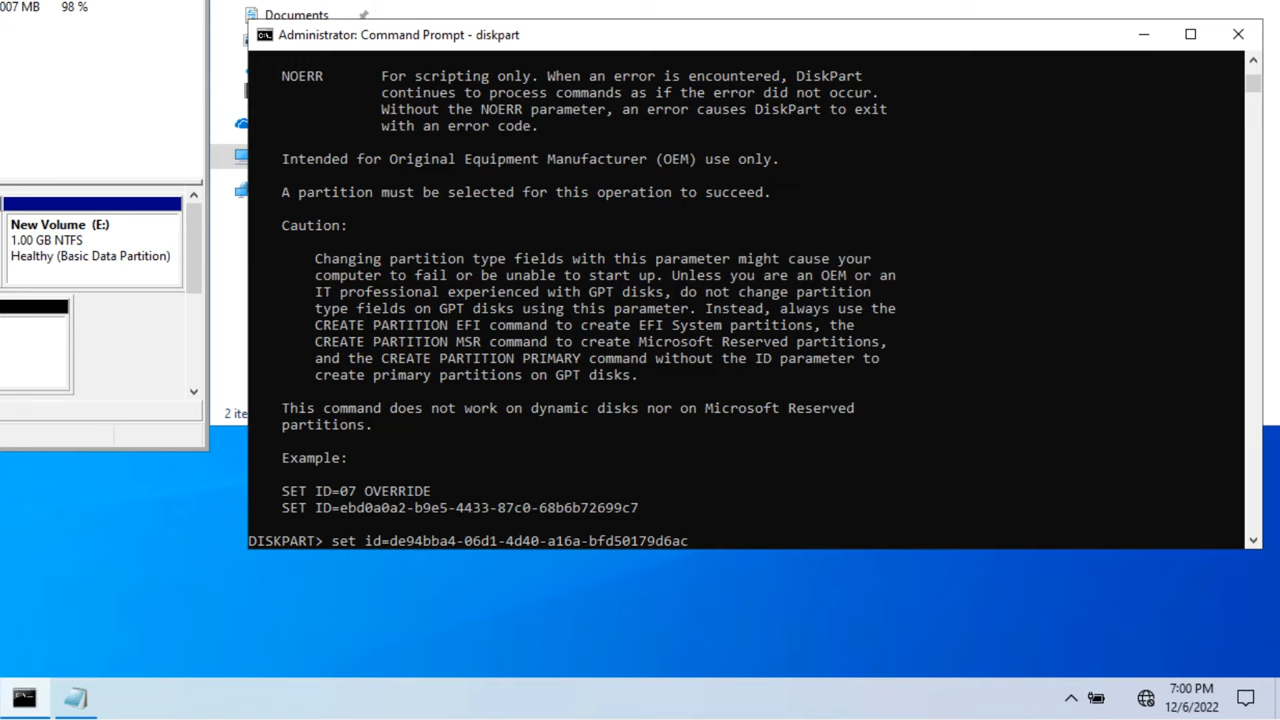 007 MB 98 %
Documents
Administrator: Command Prompt - diskpart
NOERR For scripting only. When an error is encountered, DiskPart
continues to process commands as if the error did not occur.
Without the NOERR parameter, an error causes DiskPart to exit
with an error code.
Intended for Original Equipment Manufacturer (OEM) use only.
A partition must be selected for this operation to succeed.
Caution:
Changing partition type fields with this parameter might cause your
computer to fail or be unable to start up. Unless you are an OEM or an
IT professional experienced with GPT disks, do not change partition
type fields on GPT disks using this parameter. Instead, always use the
CREATE PARTITION EFI command to create EFI System partitions, the
CREATE PARTITION MSR command to create Microsoft Reserved partitions,
and the CREATE PARTITION PRIMARY command without the ID parameter to
create primary partitions on GPT disks.
This command does not work on dynamic disks nor on Microsoft Reserved
partitions.
Example:
SET ID=07 OVERRIDE
SET ID=ebd0a0a2-b9e5-4433-87c0-68b6b72699c7
DISKPART> set id=de94bba4-06d1-4d40-a16a-bfd50179d6ac
New Volume (E:)
1.00 GB NTFS
Healthy (Basic Data Partition)
2 ite
7:00 PM
12/6/2022